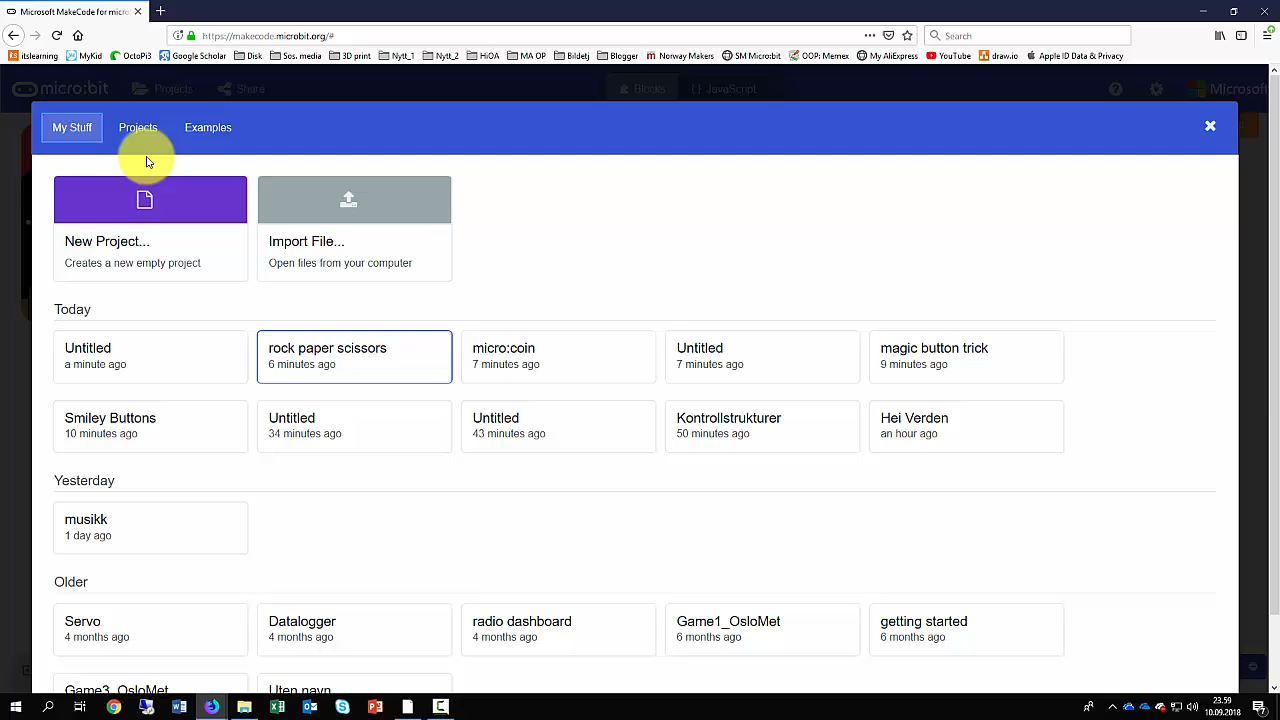 Microsoft MakeCode for micro:
https://makecode.microbit.org/#
Search
itslearning MyKid OctoPi3 Google Scholar Disk Sos. media 3D print Nytt_1 Nytt_2 HiOA MA OP Blogger Bildetj Norway Makers SM Micro:bit OOP: Memex My AliExpress YouTube draw.io Apple ID Data & Privacy
micro:bit Projects Share Blocks {} JavaScript Microsoft
My Stuff Projects Examples
New Project... Import File...
Creates a new empty project Open files from your computer
Today
Untitled rock paper scissors micro:coin Untitled magic button trick
a minute ago 6 minutes ago 7 minutes ago 7 minutes ago 9 minutes ago
Smiley Buttons Untitled Untitled Kontrollstrukturer Hei Verden
10 minutes ago 34 minutes ago 43 minutes ago 50 minutes ago an hour ago
Yesterday
musikk
1 day ago
Older
Servo Datalogger radio dashboard Game1_OsloMet getting started
4 months ago 4 months ago 4 months ago 6 months ago 6 months ago
Game3_OsloMet Uten navn
23.59
10.09.2018